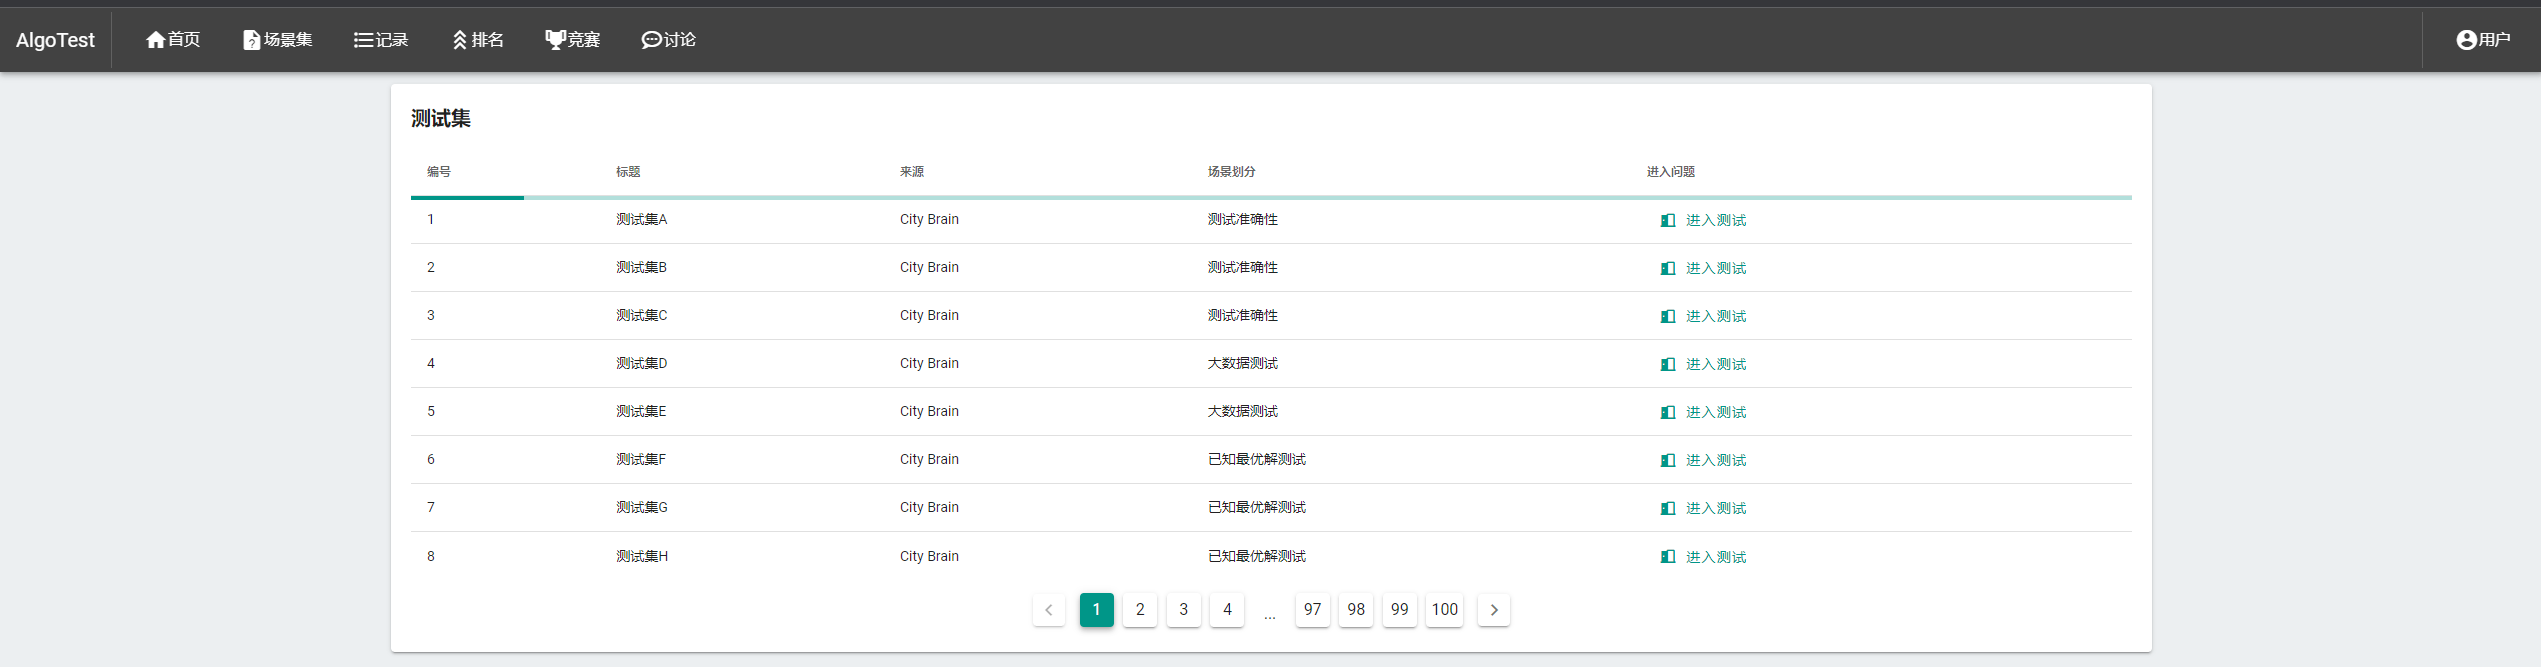 AlgoTest 首页 场景集 记录 排名 竞赛 讨论 用户
测试集
编号 标题 来源 场景划分 进入问题
1 测试集A City Brain 测试准确性 进入测试
2 测试集B City Brain 测试准确性 进入测试
3 测试集C City Brain 测试准确性 进入测试
4 测试集D City Brain 大数据测试 进入测试
5 测试集E City Brain 大数据测试 进入测试
6 测试集F City Brain 已知最优解测试 进入测试
7 测试集G City Brain 已知最优解测试 进入测试
8 测试集H City Brain 已知最优解测试 进入测试
1 2 3 4 ... 97 98 99 100